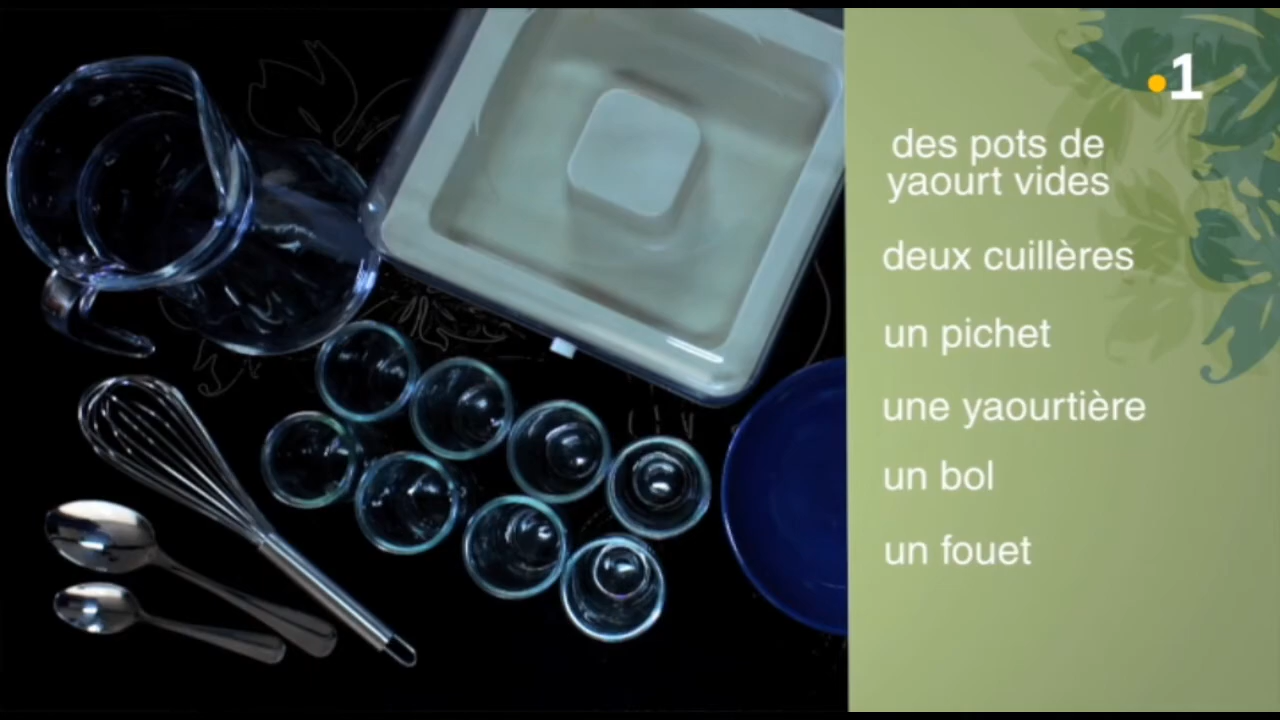 1
des pots de
yaourt vides
deux cuillères
un pichet
une yaourtière
un bol
un fouet